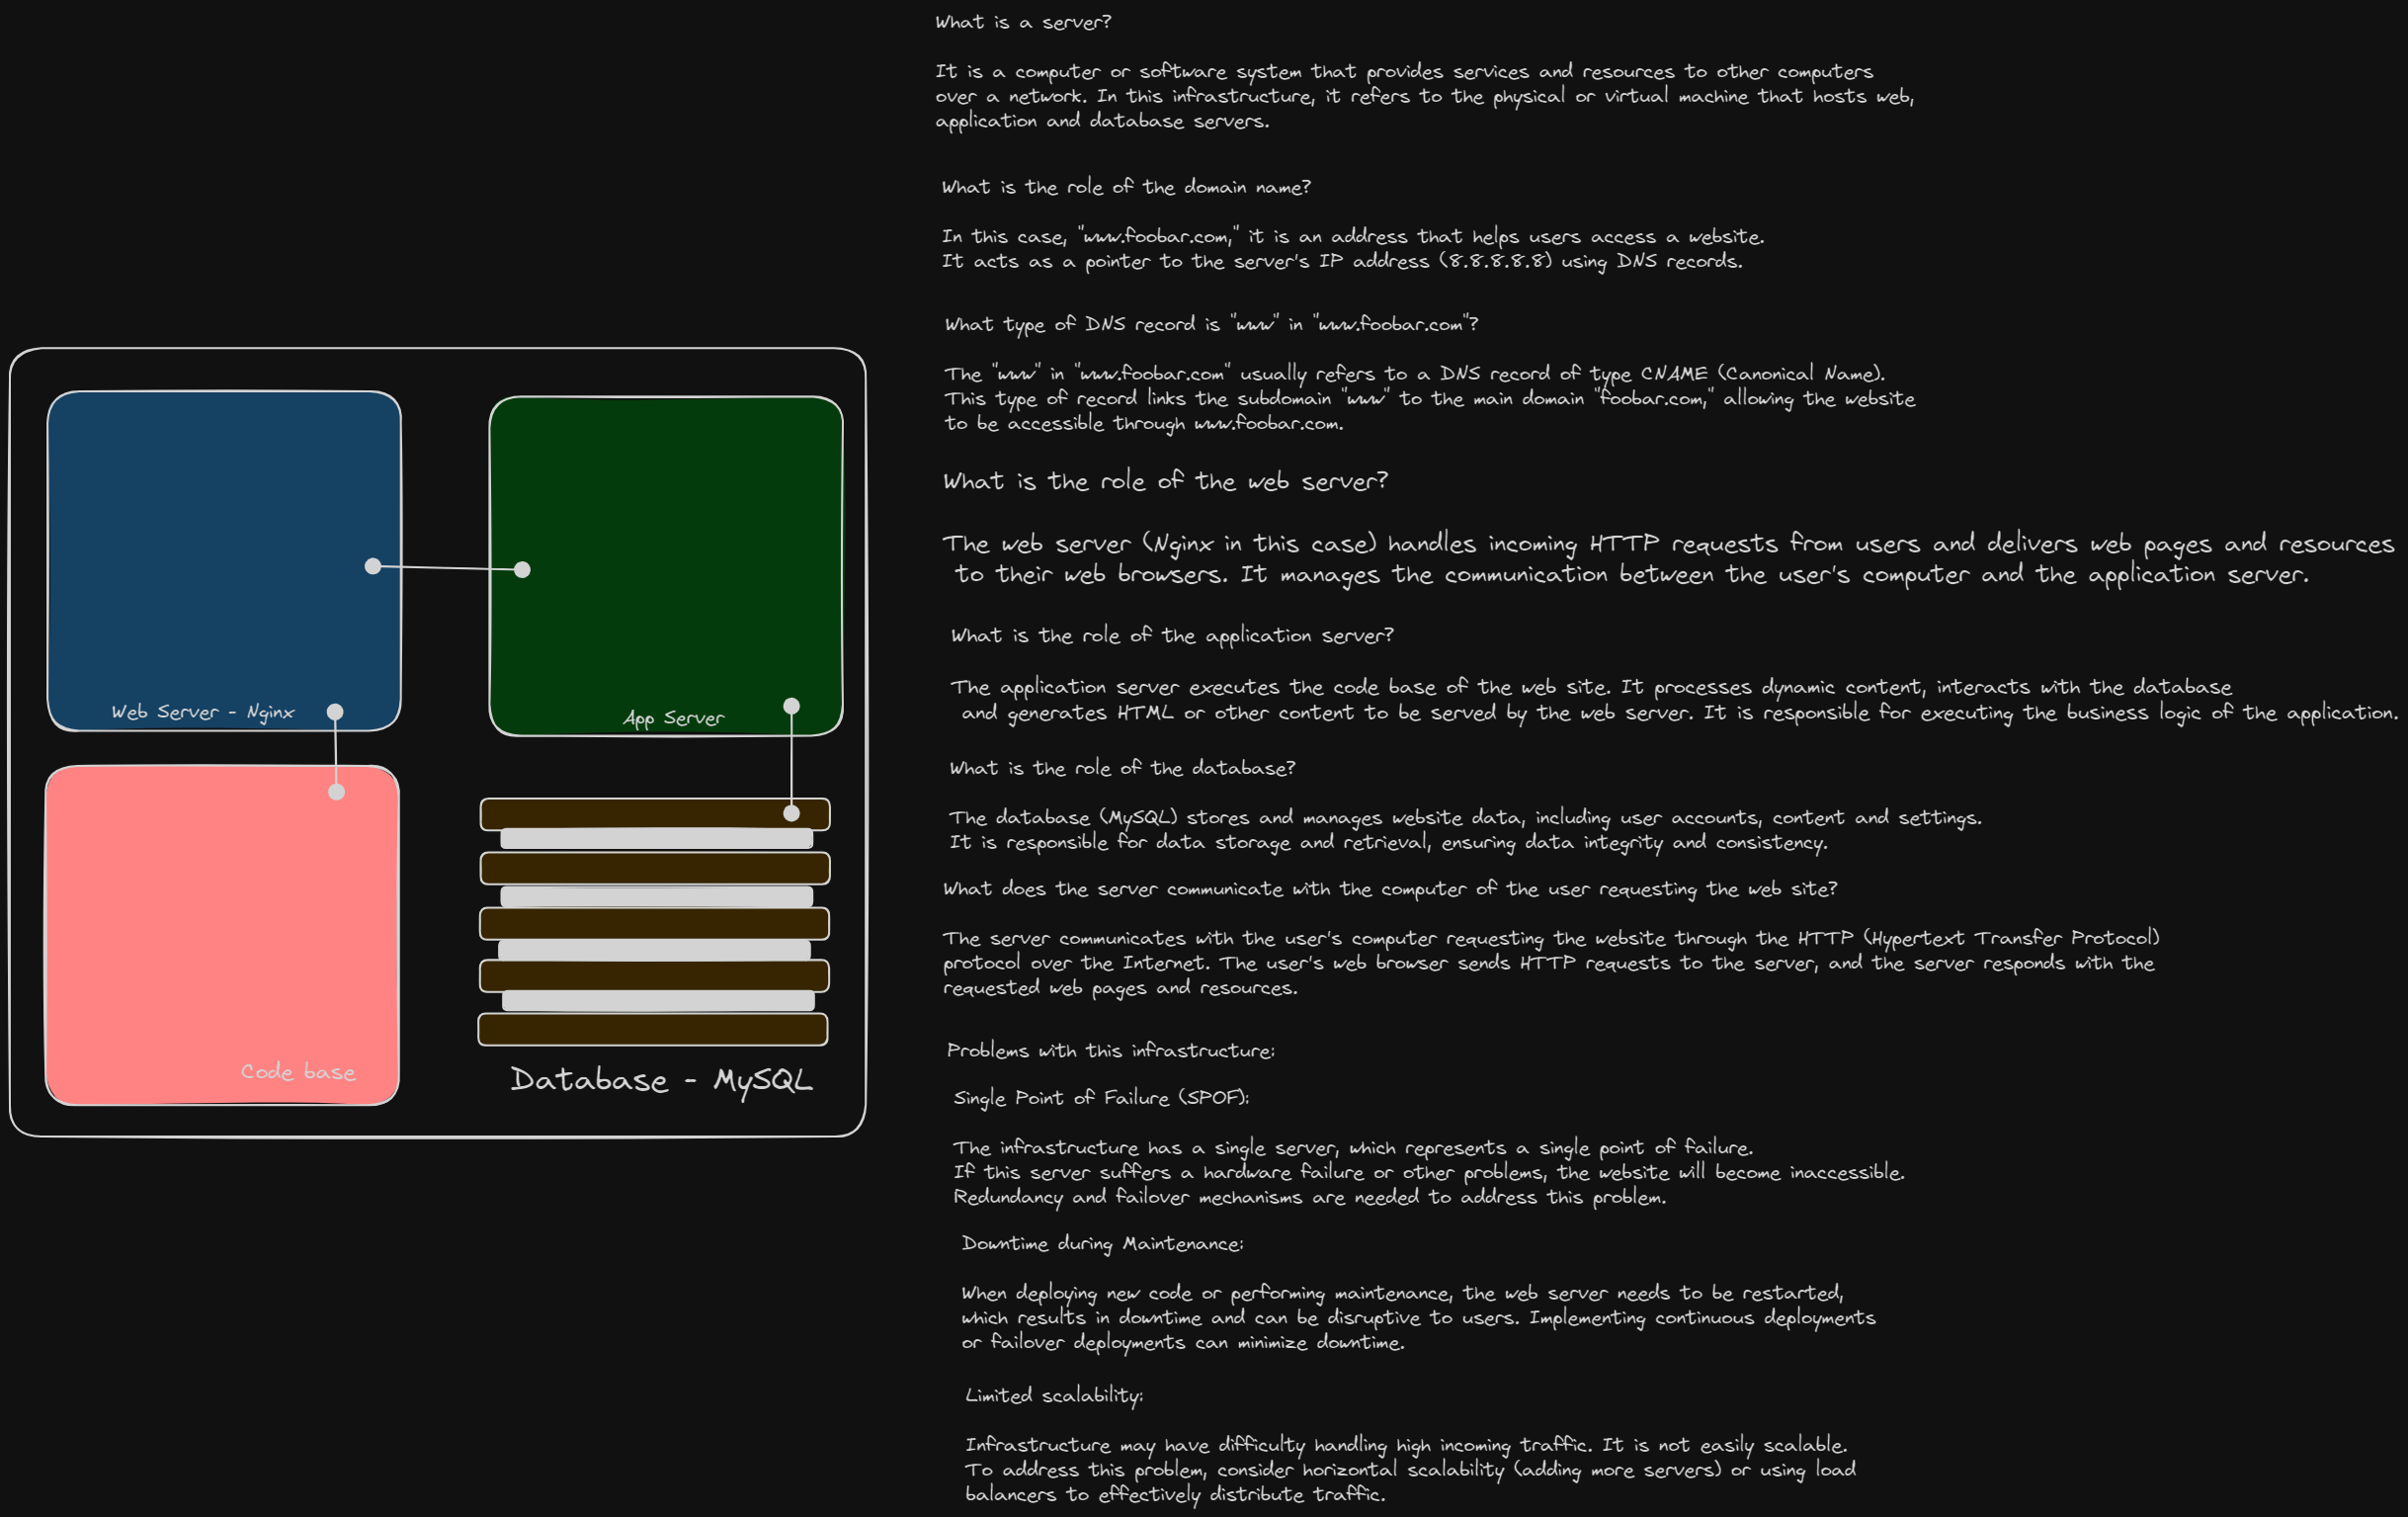 What is a server?
It is a computer or software system that provides services and resources to other computers
over a network. In this infrastructure, it refers to the physical or virtual machine that hosts web,
application and database servers.
What is the role of the domain name?
In this case, "www.foobar.com," it is an address that helps users access a website.
It acts as a pointer to the server's IP address (8.8.8.8.8) using DNS records.
What type of DNS record is "www" in "www.foobar.com"?
The "www" in "www.foobar.com" usually refers to a DNS record of type CNAME (Canonical Name).
This type of record links the subdomain "www" to the main domain "foobar.com," allowing the website
to be accessible through www.foobar.com.
What is the role of the web server?
The web server (Nginx in this case) handles incoming HTTP requests from users and delivers web pages and resources
to their web browsers. It manages the communication between the user's computer and the application server.
What is the role of the application server?
The application server executes the code base of the web site. It processes dynamic content, interacts with the database
and generates HTML or other content to be served by the web server. It is responsible for executing the business logic of the application.
What is the role of the database?
The database (MySQL) stores and manages website data, including user accounts, content and settings.
It is responsible for data storage and retrieval, ensuring data integrity and consistency.
What does the server communicate with the computer of the user requesting the web site?
The server communicates with the user's computer requesting the website through the HTTP (Hypertext Transfer Protocol)
protocol over the Internet. The user's web browser sends HTTP requests to the server, and the server responds with the
requested web pages and resources.
Problems with this infrastructure:
Single Point of Failure (SPOF):
The infrastructure has a single server, which represents a single point of failure.
If this server suffers a hardware failure or other problems, the website will become inaccessible.
Redundancy and failover mechanisms are needed to address this problem.
Downtime during Maintenance:
When deploying new code or performing maintenance, the web server needs to be restarted,
which results in downtime and can be disruptive to users. Implementing continuous deployments
or failover deployments can minimize downtime.
Limited scalability:
Infrastructure may have difficulty handling high incoming traffic. It is not easily scalable.
To address this problem, consider horizontal scalability (adding more servers) or using load
balancers to effectively distribute traffic.
Web Server - Nginx
App Server
Code base
Database - MySQL